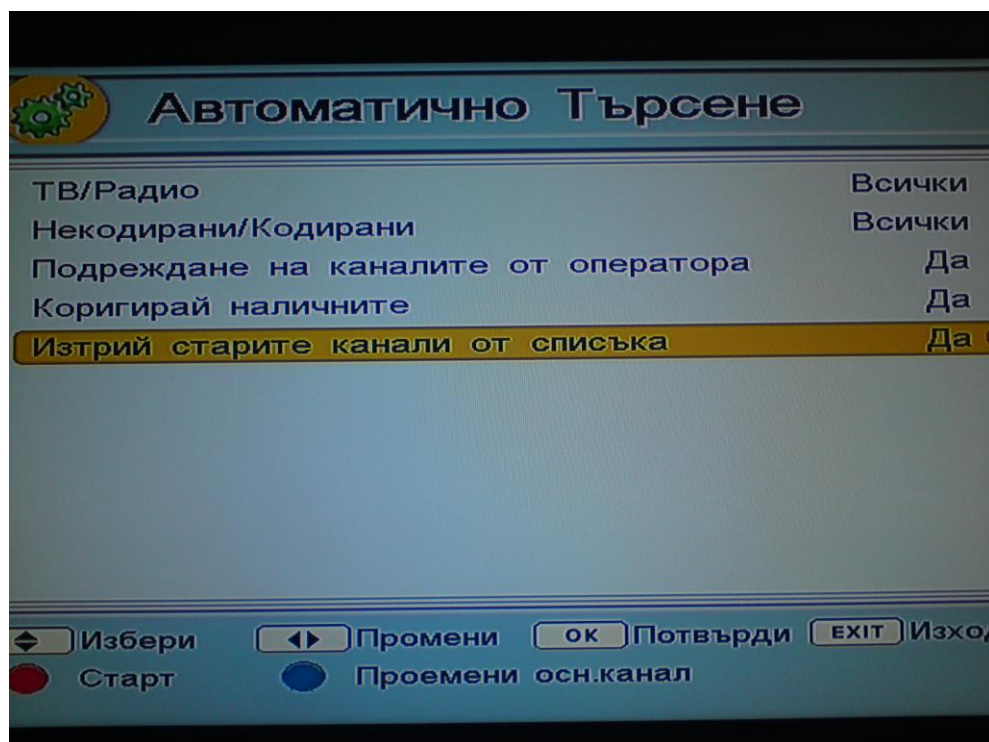 Автоматично Търсене
ТВ/Радио Всички
Некодирани/Кодирани Всички
Подреждане на каналите от оператора Да
Коригирай наличните Да
Изтрий старите канали от списъка Да
Избери Промени OK Потвърди EXIT Изход
Старт Проемени осн.канал